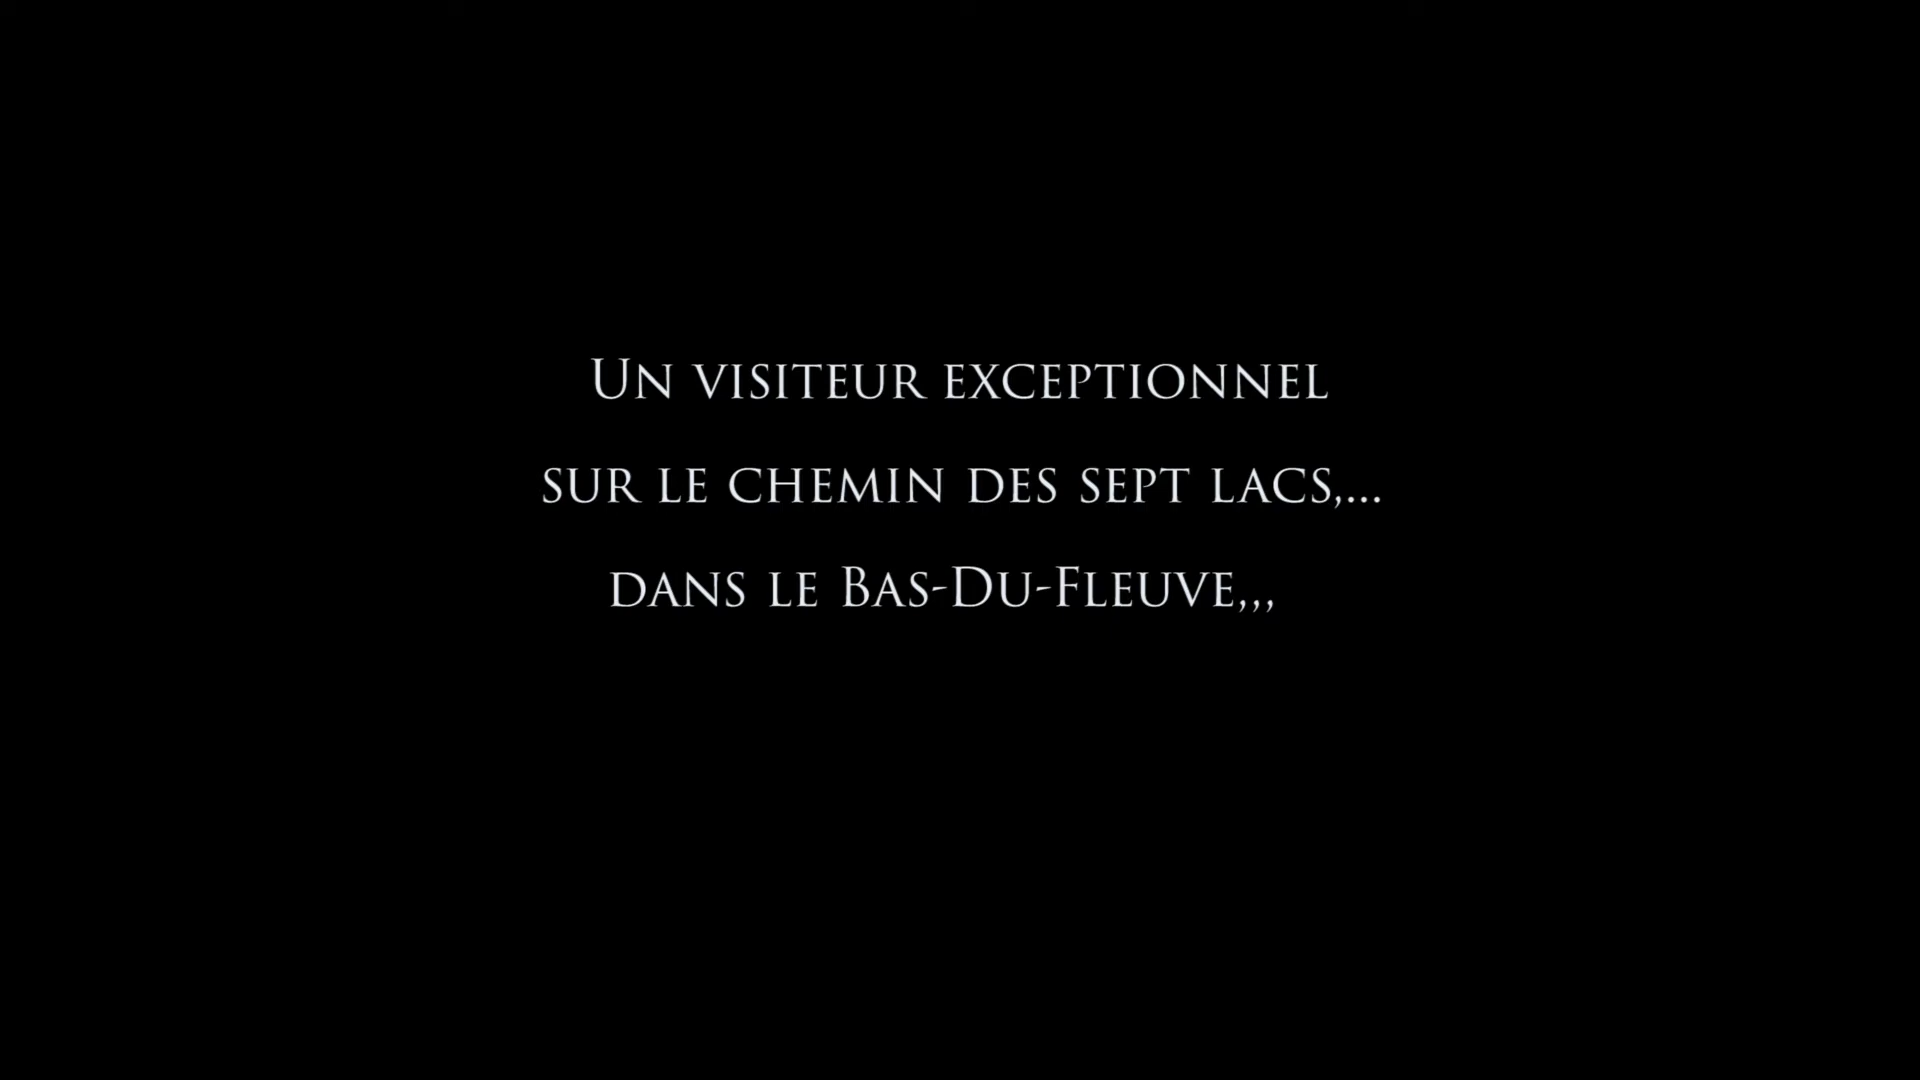 Un visiteur exceptionnel
sur le chemin des sept lacs,...
dans le Bas-Du-Fleuve,,,